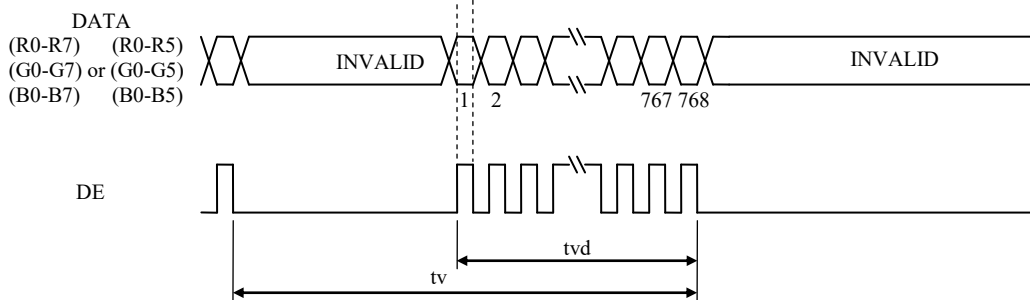 DATA
(R0-R7) (R0-R5)
(G0-G7) or (G0-G5)
(B0-B7) (B0-B5)
INVALID
INVALID
1 2 767 768
DE
tvd
tv